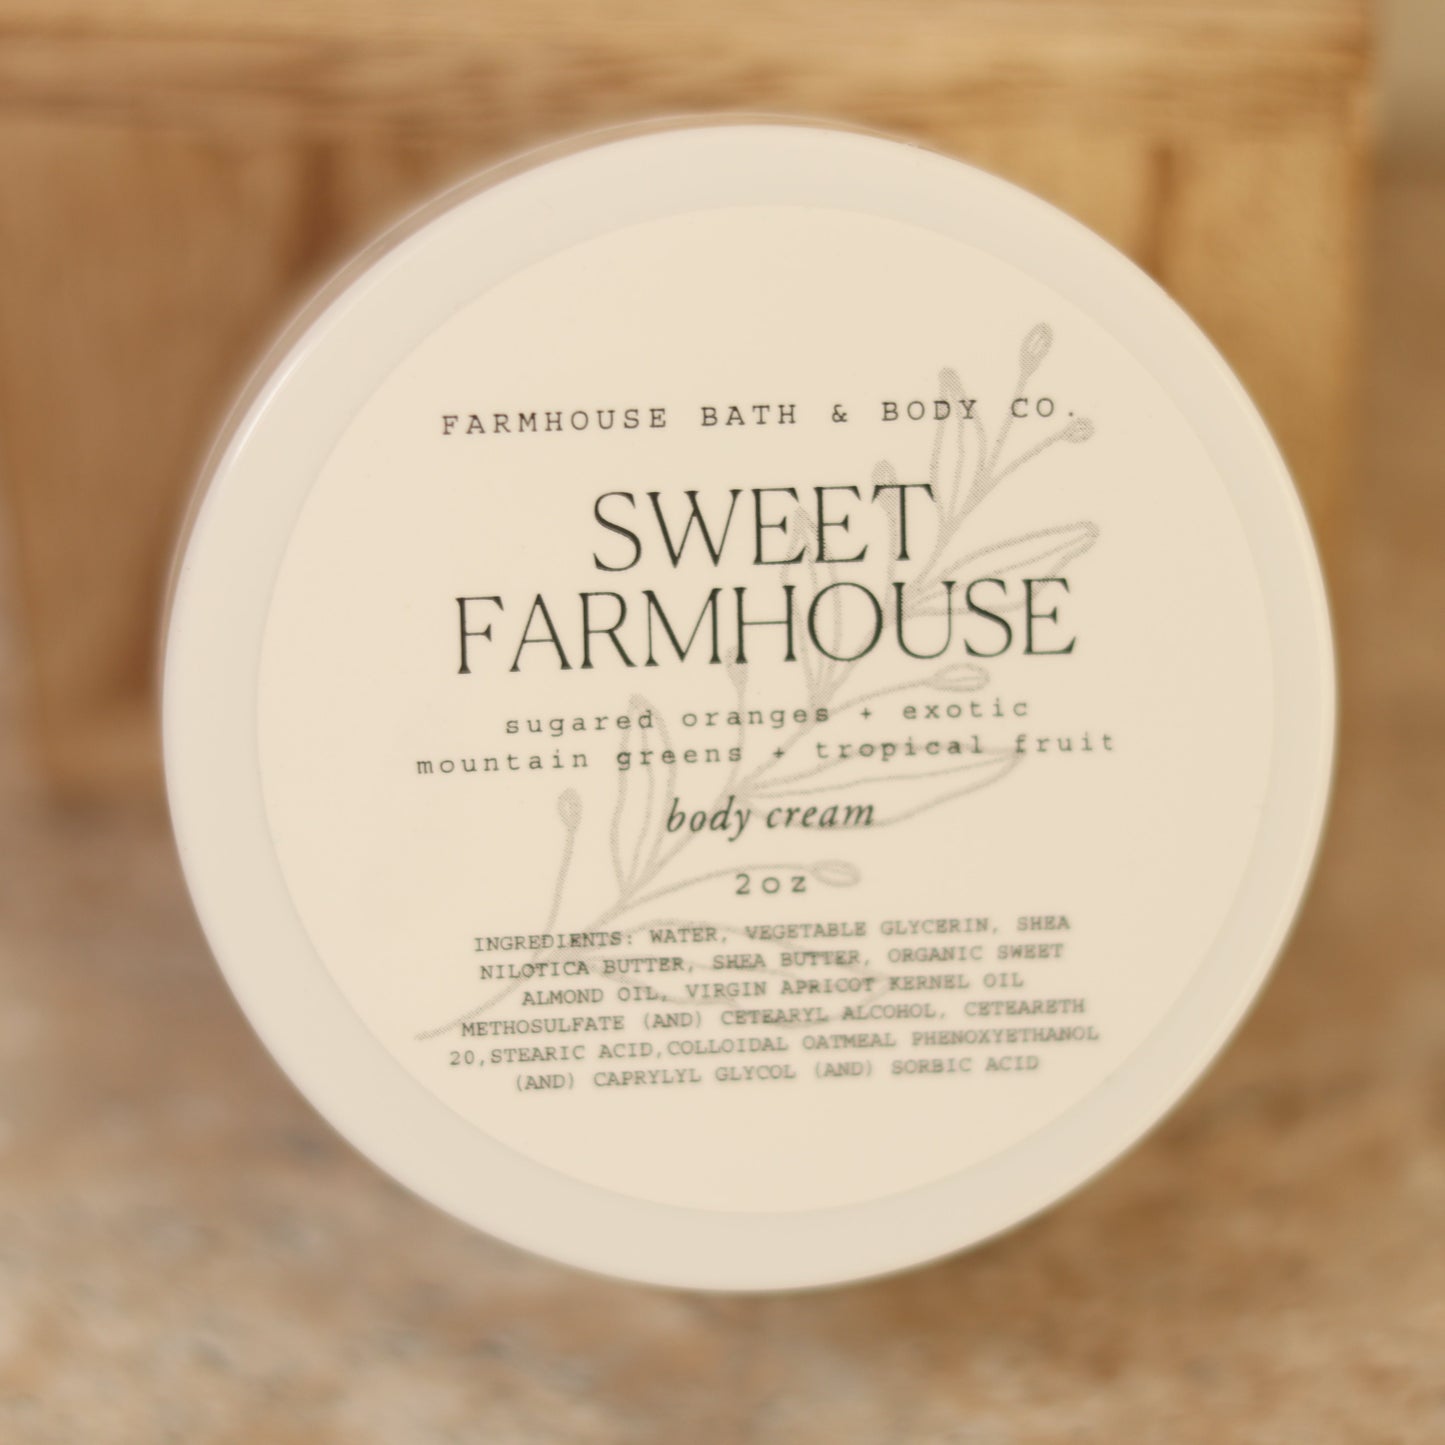 FARMHOUSE BATH & BODY CO.
SWEET
FARMHOUSE
sugared oranges + exotic
mountain greens + tropical fruit
body cream
2oz
INGREDIENTS: WATER, VEGETABLE GLYCERIN, SHEA
NILOTICA BUTTER, SHEA BUTTER, ORGANIC SWEET
ALMOND OIL, VIRGIN APRICOT KERNEL OIL
METHOSULFATE (AND) CETEARYL ALCOHOL, CETEARETH
20,STEARIC ACID,COLLOIDAL OATMEAL PHENOXYETHANOL
(AND) CAPRYLYL GLYCOL (AND) SORBIC ACID